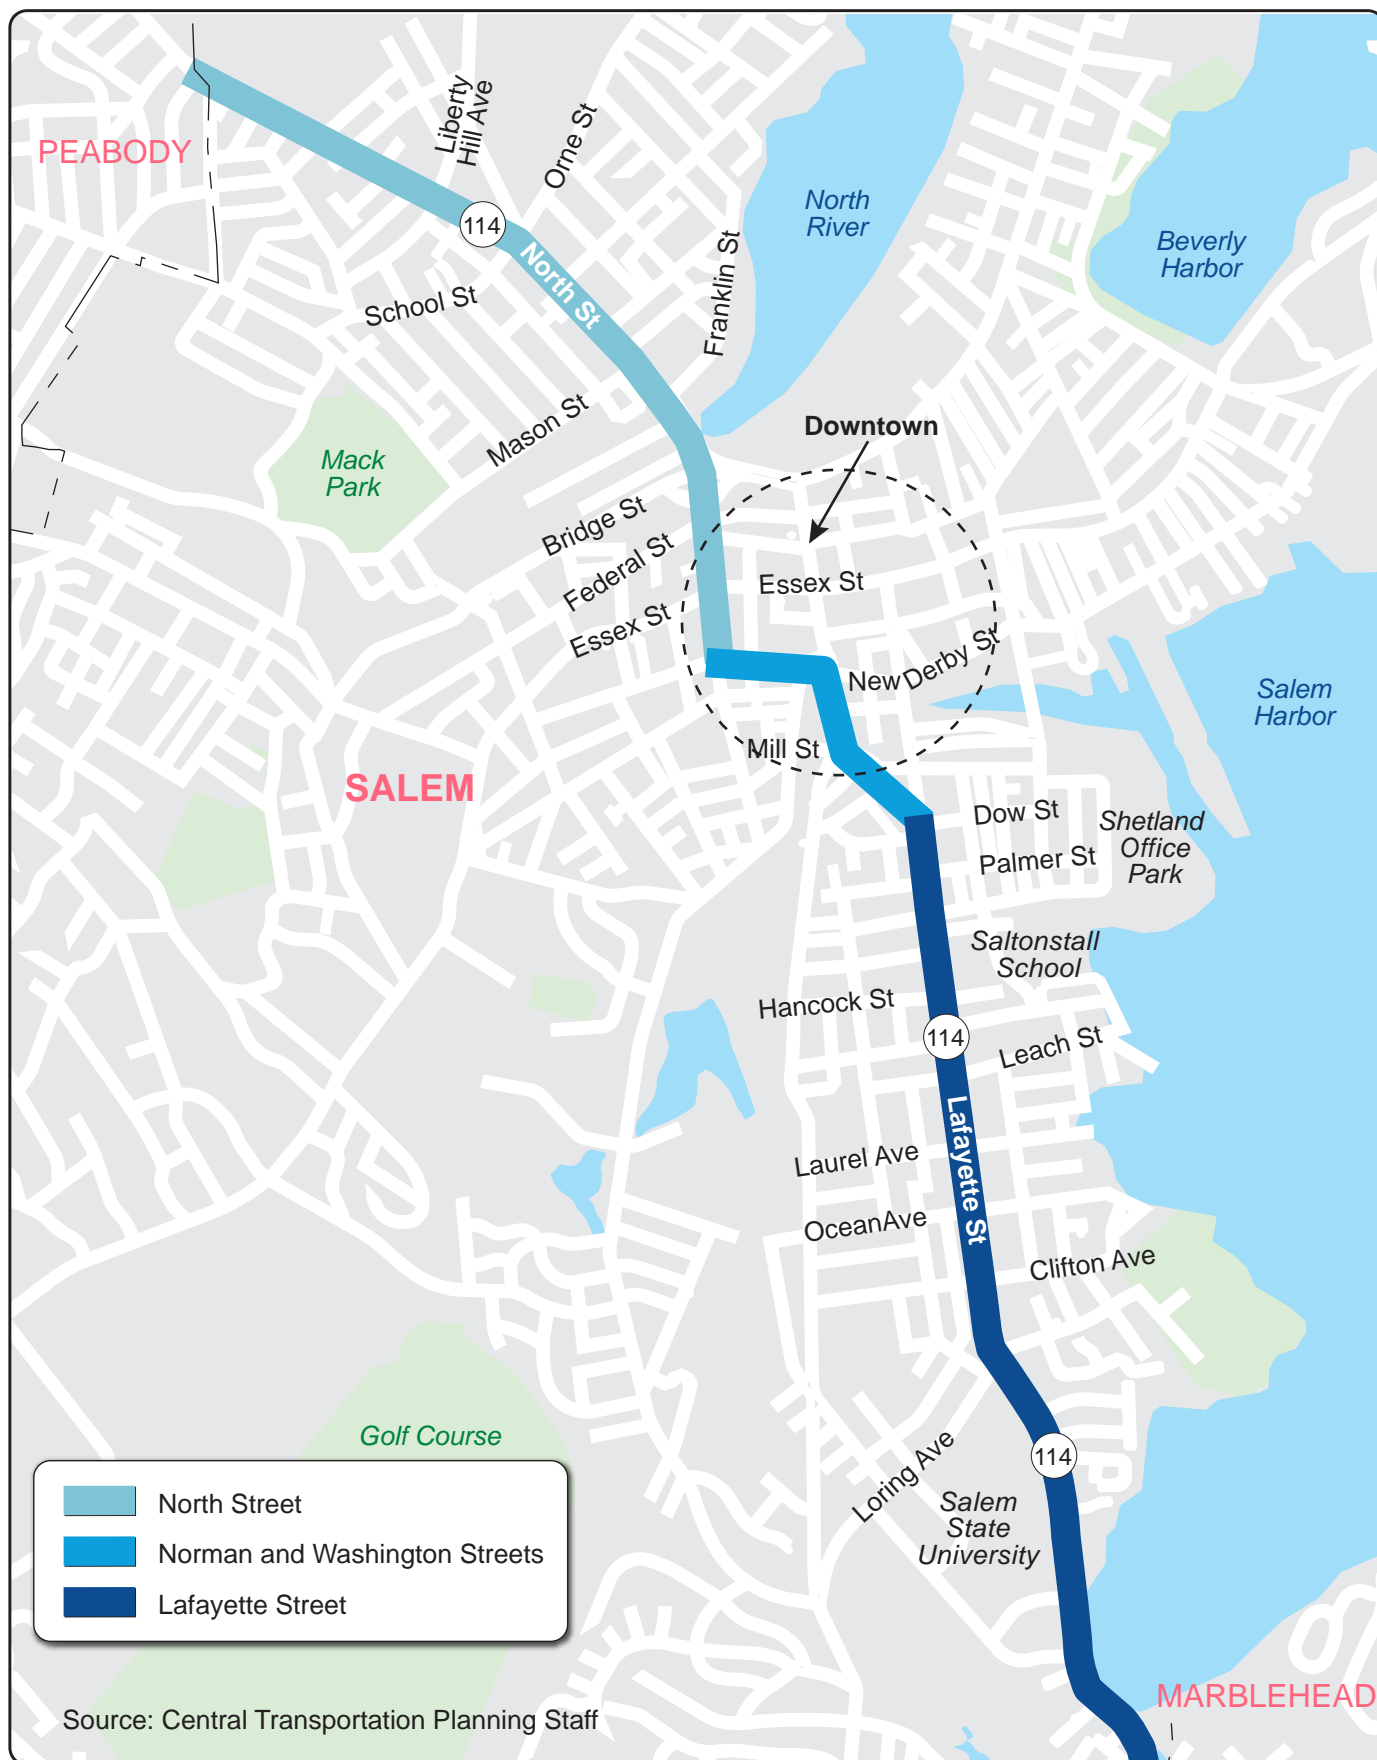 Liberty
Hill Ave
Orne St
PEABODY
North
River
114
Beverly
Harbor
North St
Franklin St
School St
Mason St
Downtown
Mack
Park
Bridge St
Federal St
Essex St
Essex St
New Derby St
Salem
Harbor
Mill St
SALEM
Dow St
Shetland
Office
Park
Palmer St
Saltonstall
School
Hancock St
114
Leach St
Lafayette St
Laurel Ave
OceanAve
Clifton Ave
Golf Course
Loring Ave
114
Salem
State
University
North Street
Norman and Washington Streets
Lafayette Street
MARBLEHEAD
Source: Central Transportation Planning Staff